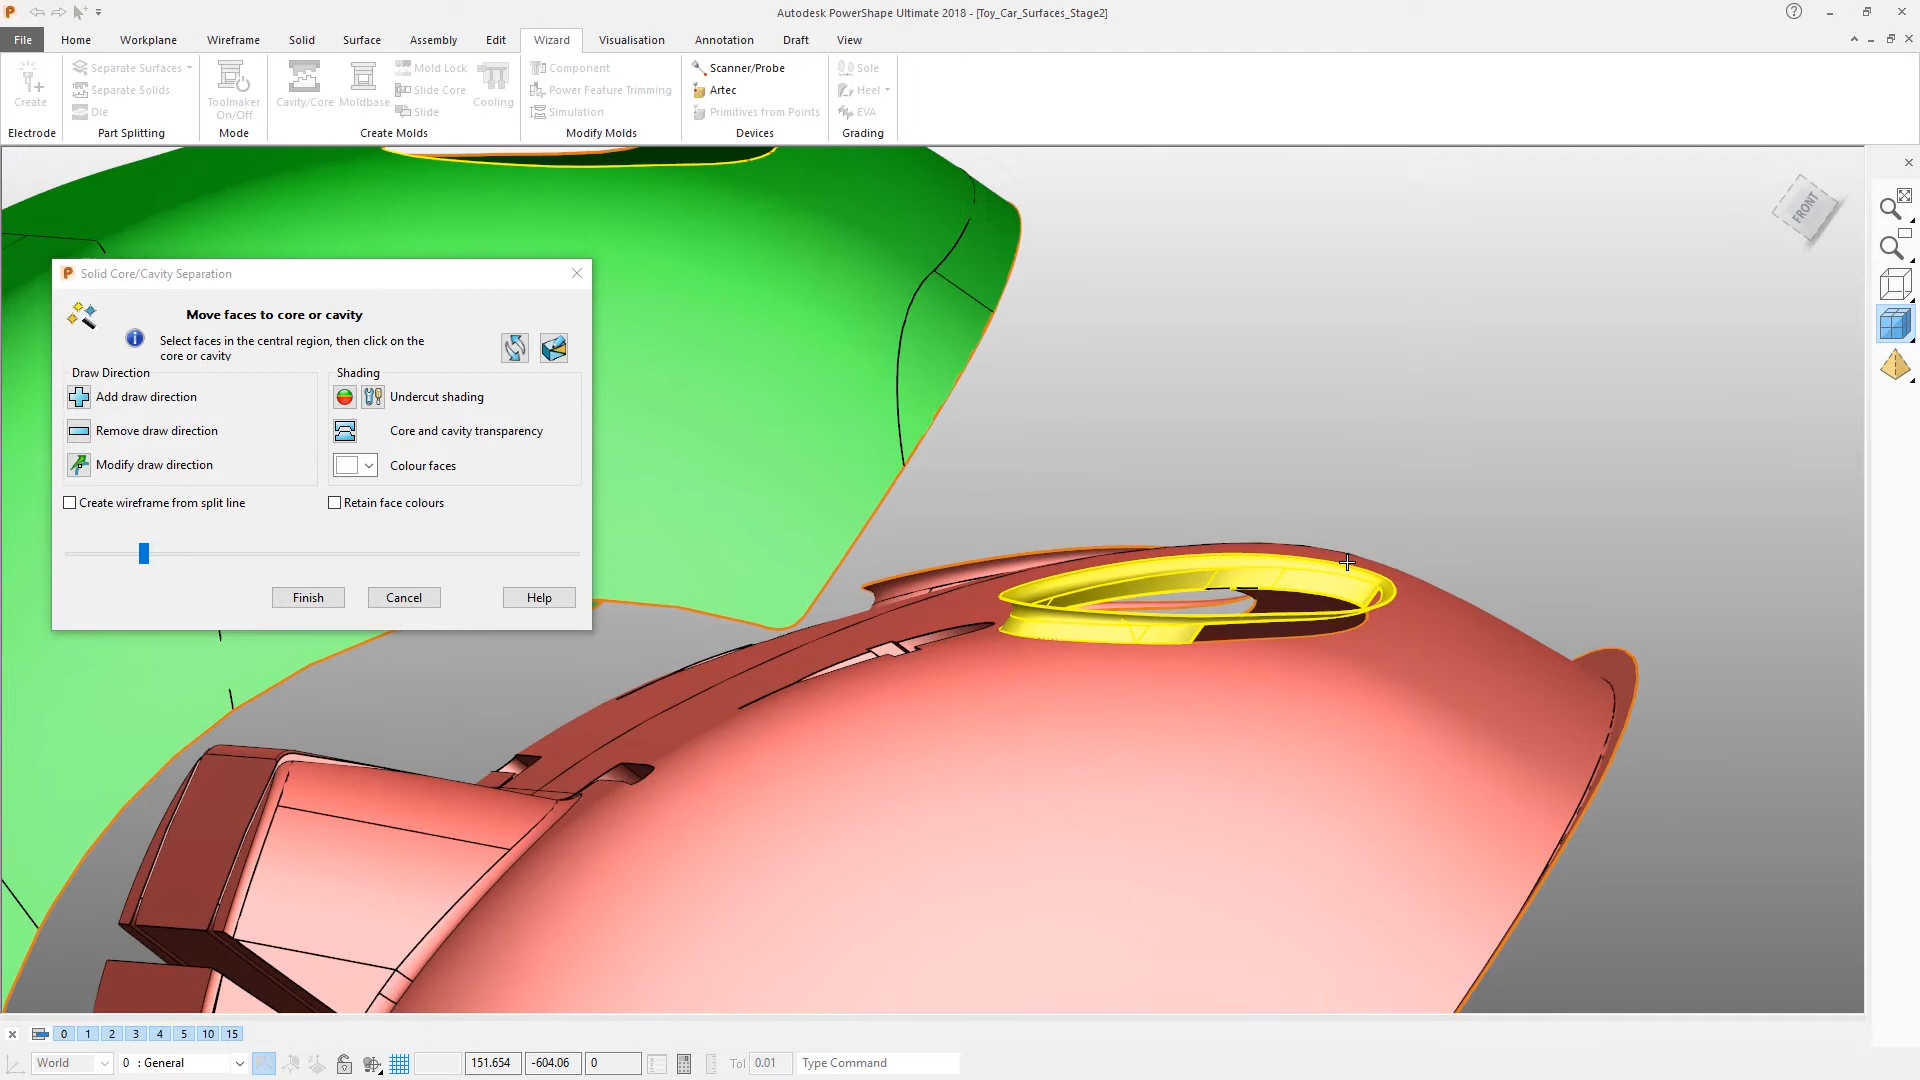 Autodesk PowerShape Ultimate 2018 - [Toy_Car_Surfaces_Stage2]
File Home Workplane Wireframe Solid Surface Assembly Edit Wizard Visualisation Annotation Draft View
Create
Electrode
Separate Surfaces
Separate Solids
Die
Part Splitting
Toolmaker
On/Off
Mode
Cavity/Core
Moldbase
Mold Lock
Slide Core
Slide
Cooling
Create Molds
Component
Power Feature Trimming
Simulation
Modify Molds
Scanner/Probe
Artec
Primitives from Points
Devices
Sole
Heel
EVA
Grading
FRONT
Solid Core/Cavity Separation
Move faces to core or cavity
Select faces in the central region, then click on the
core or cavity
Draw Direction
Add draw direction
Remove draw direction
Modify draw direction
Shading
Undercut shading
Core and cavity transparency
Colour faces
Create wireframe from split line
Retain face colours
Finish Cancel Help
0 1 2 3 4 5 10 15
World 0 : General 151.654 -604.06 0 Tol 0.01 Type Command